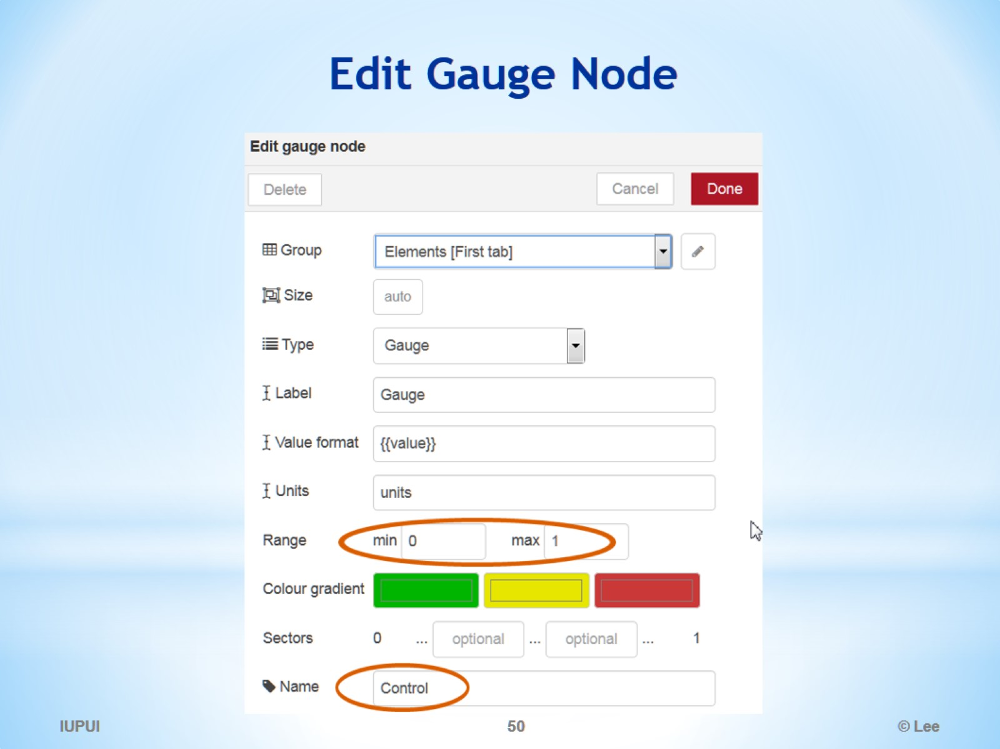 Edit Gauge Node
Edit gauge node
Delete Cancel Done
Group Elements [First tab]
Size auto
Type Gauge
Label Gauge
Value format {{value}}
Units units
Range min 0 max 1
Colour gradient
Sectors 0 ... optional ... optional ... 1
Name Control
IUPUI 50 © Lee